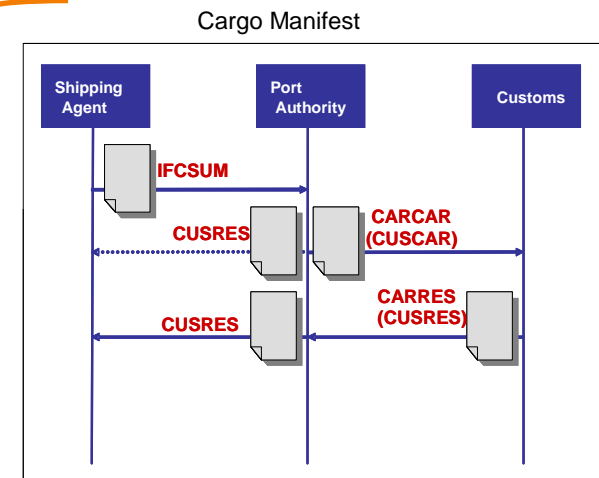 Cargo Manifest
Shipping
Agent
Port
Authority
Customs
IFCSUM
CUSRES
CARCAR
(CUSCAR)
CUSRES
CARRES
(CUSRES)